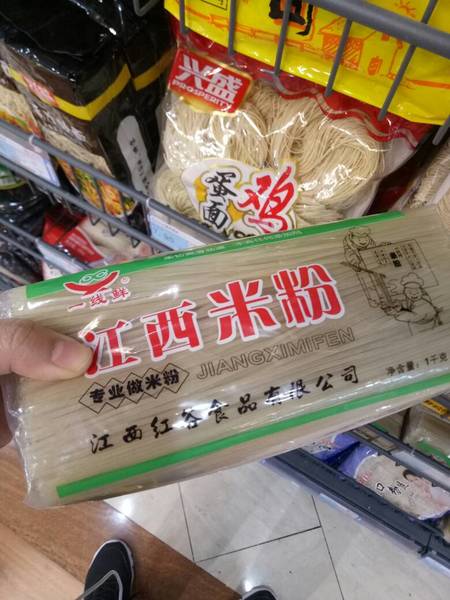 兴盛
PROSPERITY
鸡
蛋面
一线鲜
江西米粉
JIANGXIMIFEN
专业做米粉
净含量：1千克
江西红谷食品有限公司